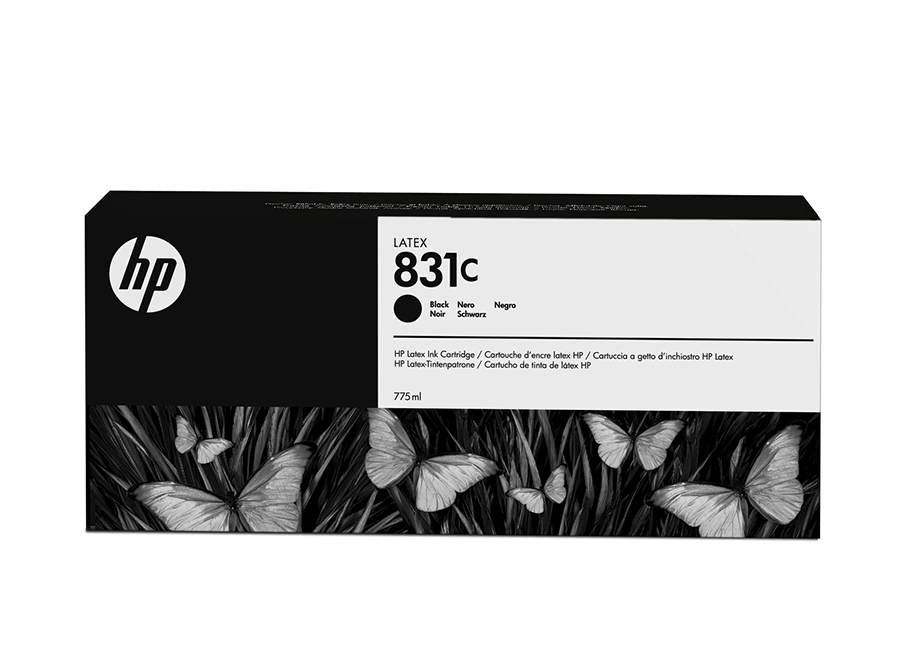 hp
LATEX
831C
Black Nero Negro
Noir Schwarz
HP Latex Ink Cartridge / Cartouche d'encre latex HP / Cartuccia a getto d'inchiostro HP Latex
HP Latex-Tintenpatrone / Cartucho de tinta de látex HP
775 ml